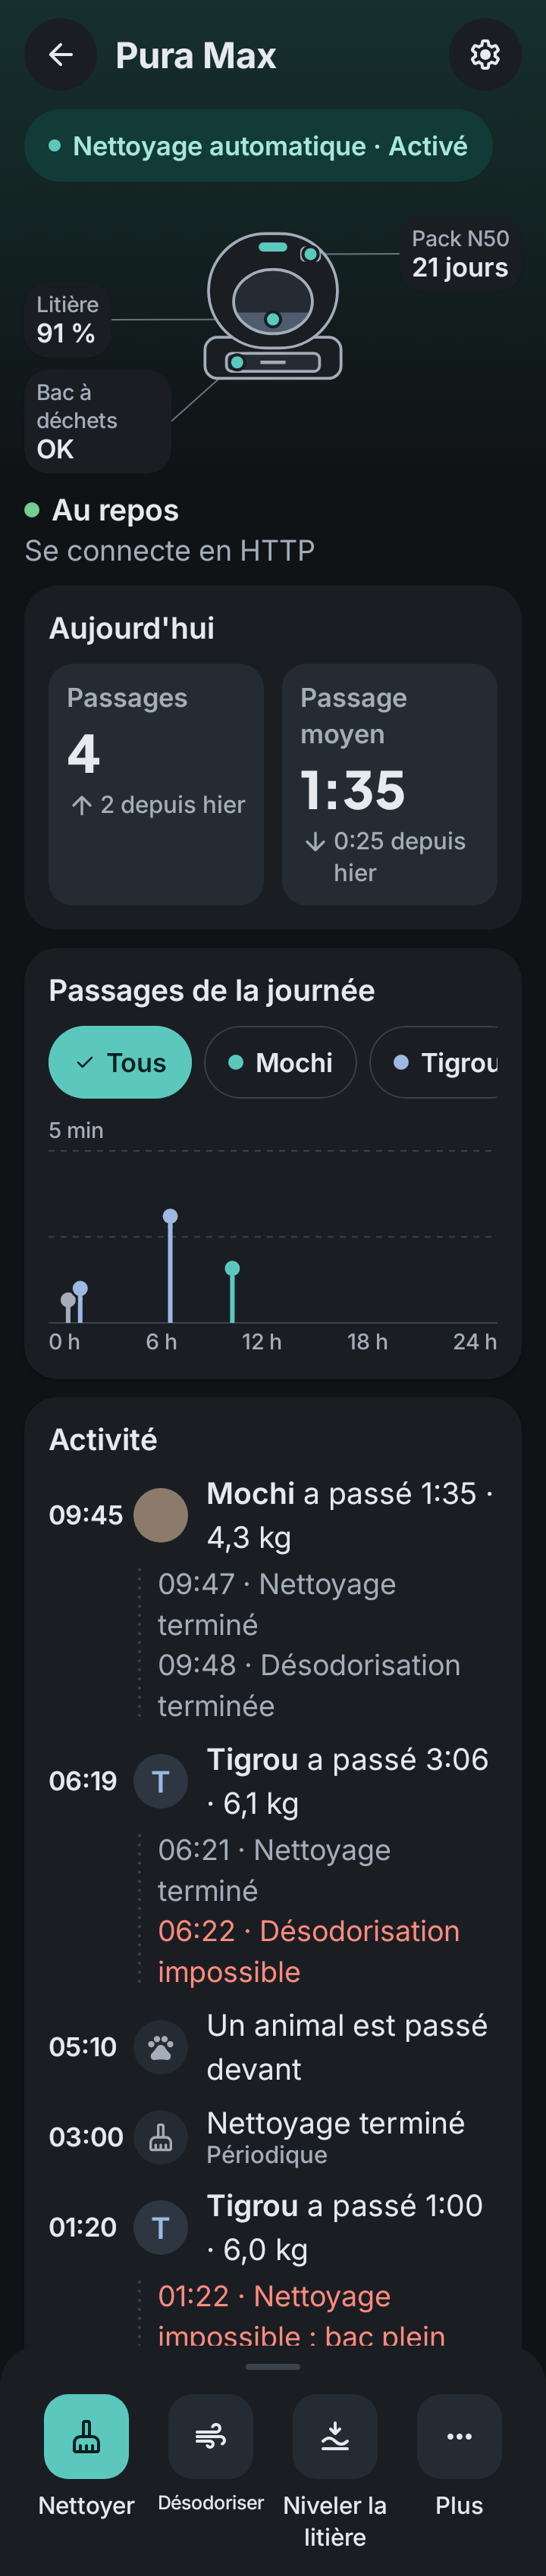 Pura Max
Nettoyage automatique · Activé
Pack N50
21 jours
Litière
91 %
Bac à
déchets
OK
Au repos
Se connecte en HTTP
Aujourd'hui
Passages
4
↑ 2 depuis hier
Passage
moyen
1:35
↓ 0:25 depuis
hier
Passages de la journée
Tous
Mochi
Tigrou
5 min
0 h
6 h
12 h
18 h
24 h
Activité
09:45
Mochi a passé 1:35 ·
4,3 kg
09:47 · Nettoyage
terminé
09:48 · Désodorisation
terminée
06:19
T
Tigrou a passé 3:06
· 6,1 kg
06:21 · Nettoyage
terminé
06:22 · Désodorisation
impossible
05:10
Un animal est passé
devant
03:00
Nettoyage terminé
Périodique
01:20
T
Tigrou a passé 1:00
· 6,0 kg
01:22 · Nettoyage
impossible : bac plein
Nettoyer
Désodoriser
Niveler la
litière
Plus